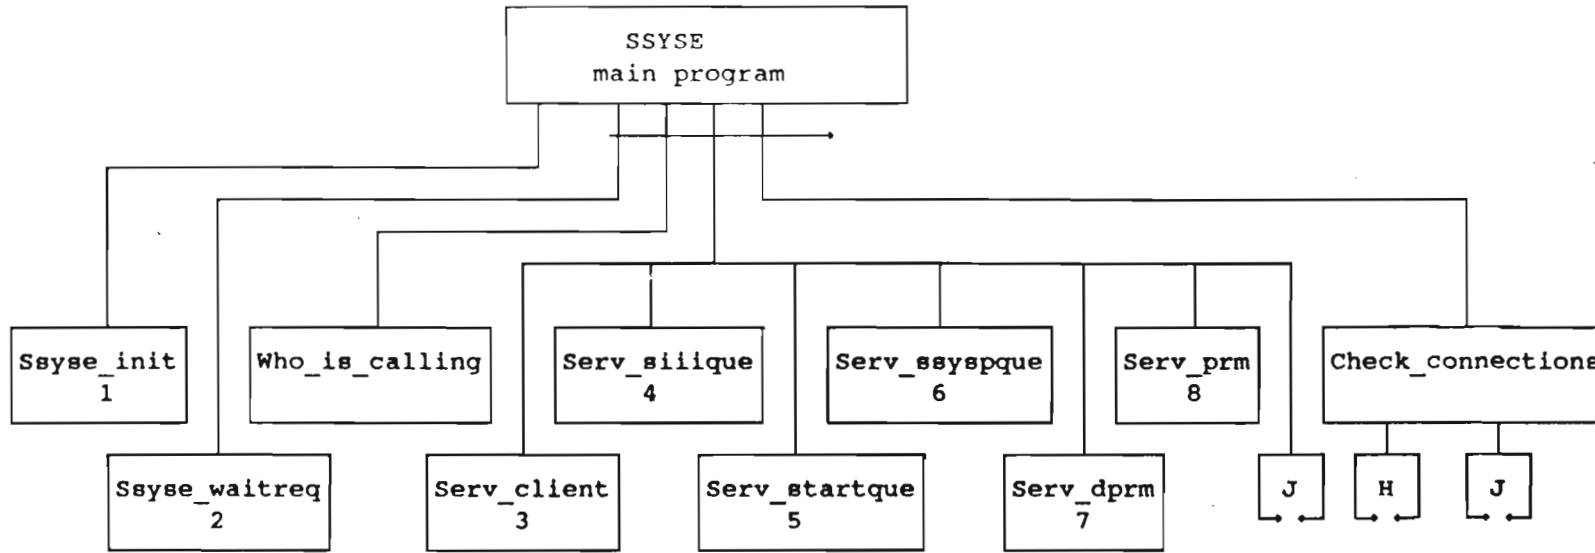 SSYSE
main program
Ssyse_init
1
Who_is_calling
Serv_siiique
4
Serv_ssyspque
6
Serv_prm
8
Check_connections
Ssyse_waitreq
2
Serv_client
3
Serv_startque
5
Serv_dprm
7
J
H
J